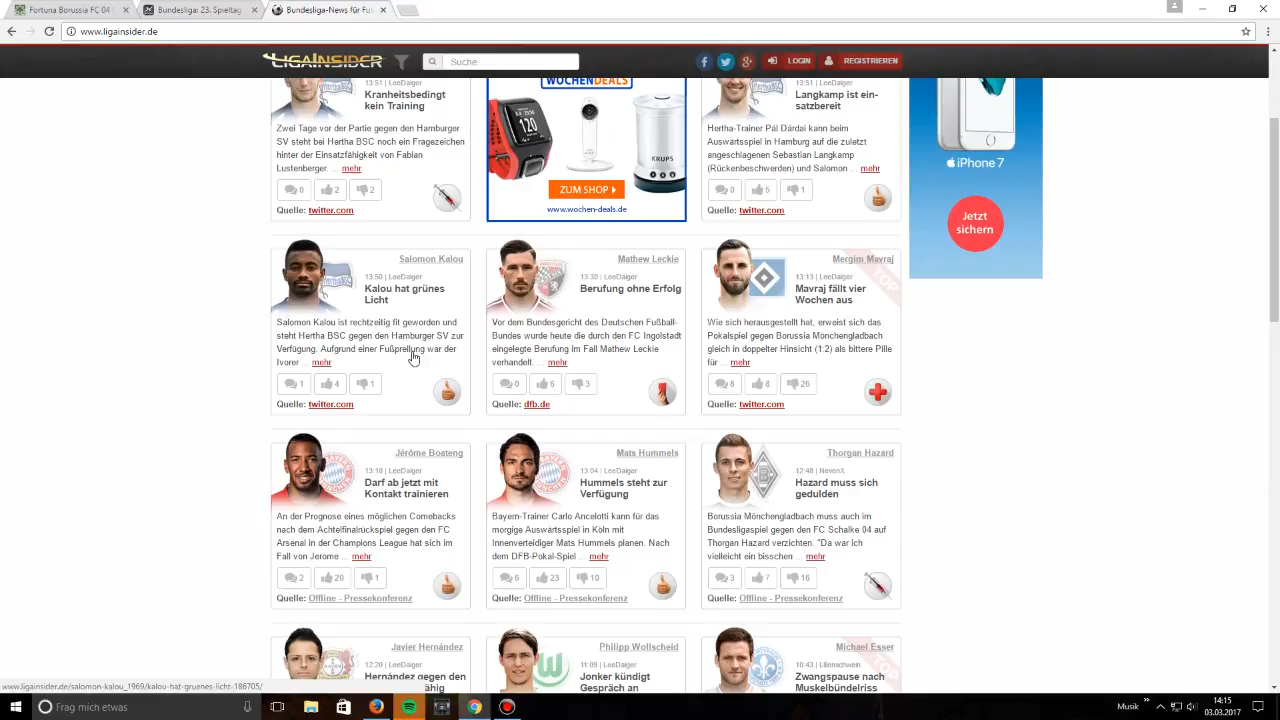 Fortuna Borussia FC 04 (
Bundesliga: 23. Spieltag
Bundesliga-News für Fus
www.ligainsider.de
LIGAINSIDER
Suche
LOGIN
REGISTRIEREN
13:51 | LeeDaiger
Kranheitsbedingt
kein Training
Zwei Tage vor der Partie gegen den Hamburger
SV steht bei Hertha BSC noch ein Fragezeichen
hinter der Einsatzfähigkeit von Fabian
Lustenberger. ... mehr
0 2 2
Quelle: twitter.com
WOCHENDEALS
ZUM SHOP
www.wochen-deals.de
KRUPS
13:51 | LeeDaiger
Langkamp ist ein-
satzbereit
Hertha-Trainer Pál Dárdai kann beim
Auswärtsspiel in Hamburg auf die zuletzt
angeschlagenen Sebastian Langkamp
(Rückenbeschwerden) und Salomon ... mehr
0 5 1
Quelle: twitter.com
iPhone 7
Jetzt
sichern
Salomon Kalou
13:50 | LeeDaiger
Kalou hat grünes
Licht
Salomon Kalou ist rechtzeitig fit geworden und
steht Hertha BSC gegen den Hamburger SV zur
Verfügung. Aufgrund einer Fußprellung war der
Ivorer ... mehr
1 4 1
Quelle: twitter.com
Mathew Leckie
13:30 | LeeDaiger
Berufung ohne Erfolg
Vor dem Bundesgericht des Deutschen Fußball-
Bundes wurde heute die durch den FC Ingolstadt
eingelegte Berufung im Fall Mathew Leckie
verhandelt. ... mehr
0 6 3
Quelle: dfb.de
Mergim Mavraj
13:13 | LeeDaiger
Mavraj fällt vier
Wochen aus
Wie sich herausgestellt hat, erweist sich das
Pokalspiel gegen Borussia Mönchengladbach
gleich in doppelter Hinsicht (1:2) als bittere Pille
für ... mehr
8 8 26
Quelle: twitter.com
Jérôme Boateng
13:10 | LeeDaiger
Darf ab jetzt mit
Kontakt trainieren
An der Prognose eines möglichen Comebacks
nach dem Achtelfinalrückspiel gegen den FC
Arsenal in der Champions League hat sich im
Fall von Jerome ... mehr
2 20 1
Quelle: Offline - Pressekonferenz
Mats Hummels
13:04 | LeeDaiger
Hummels steht zur
Verfügung
Bayern-Trainer Carlo Ancelotti kann für das
morgige Auswärtsspiel in Köln mit
Innenverteidiger Mats Hummels planen. Nach
dem DFB-Pokal-Spiel ... mehr
6 23 10
Quelle: Offline - Pressekonferenz
Thorgan Hazard
12:48 | NevenX
Hazard muss sich
gedulden
Borussia Mönchengladbach muss auch im
Bundesligaspiel gegen den FC Schalke 04 auf
Thorgan Hazard verzichten. "Da war ich
vielleicht ein bisschen ... mehr
3 7 16
Quelle: Offline - Pressekonferenz
Javier Hernández
12:20 | LeeDaiger
Hernández gegen den
ähig
Philipp Wollscheid
11:09 | LeeDaiger
Jonker kündigt
Gespräch an
Michael Esser
10:43 | Lilienschwein
Zwangspause nach
Muskelbündelriss
www.ligainsider.de/salomon-kalou_1969/kalou-hat-gruenes-licht-186705/
Frag mich etwas
Musik
14:15
03.03.2017